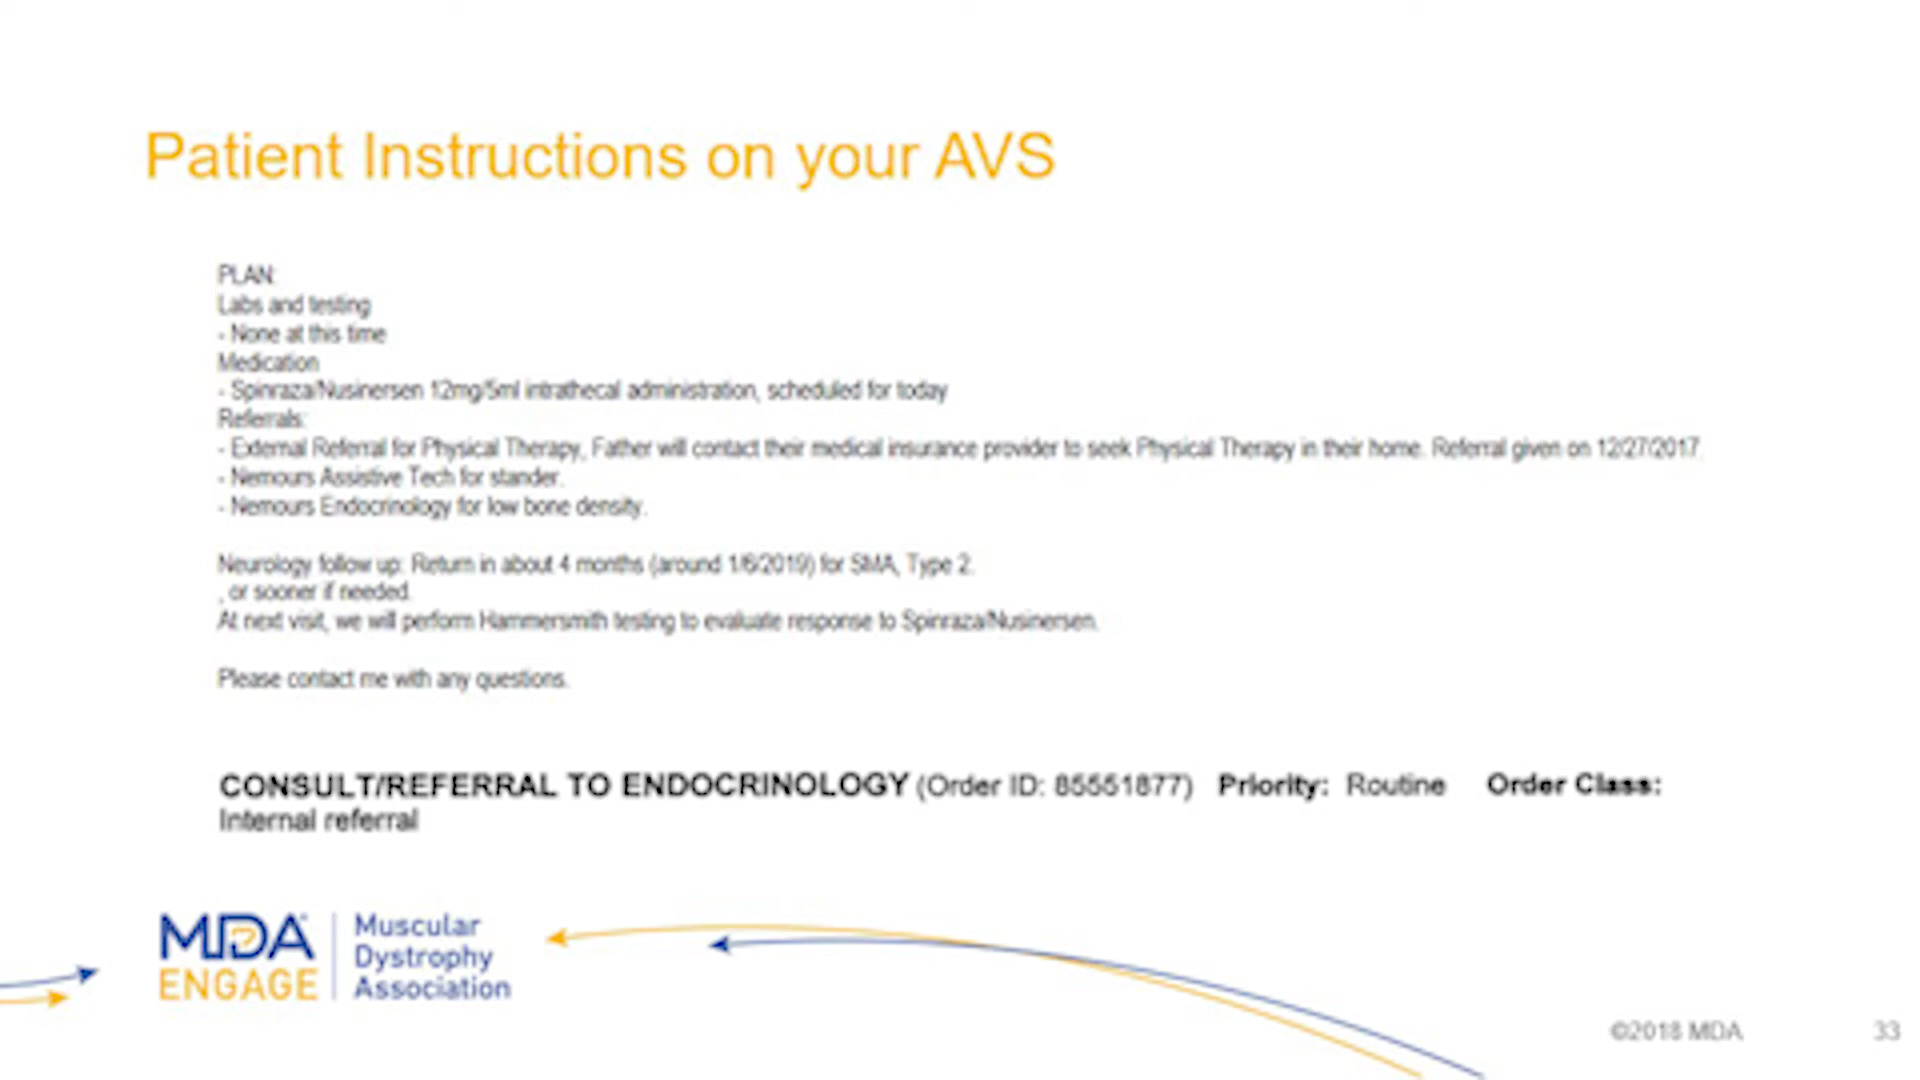 Patient Instructions on your AVS
PLAN:
Labs and testing
- None at this time
Medication
- Spinraza/Nusinersen 12mg/5ml intrathecal administration, scheduled for today
Referrals:
- External Referral for Physical Therapy, Father will contact their medical insurance provider to seek Physical Therapy in their home. Referral given on 12/27/2017.
- Nemours Assistive Tech for stander.
- Nemours Endocrinology for low bone density.
Neurology follow up: Return in about 4 months (around 1/6/2019) for SMA, Type 2.
, or sooner if needed.
At next visit, we will perform Hammersmith testing to evaluate response to Spinraza/Nusinersen.
Please contact me with any questions.
CONSULT/REFERRAL TO ENDOCRINOLOGY (Order ID: 85551877) Priority: Routine Order Class:
Internal referral
MDA ENGAGE
Muscular
Dystrophy
Association
©2018 MDA 33